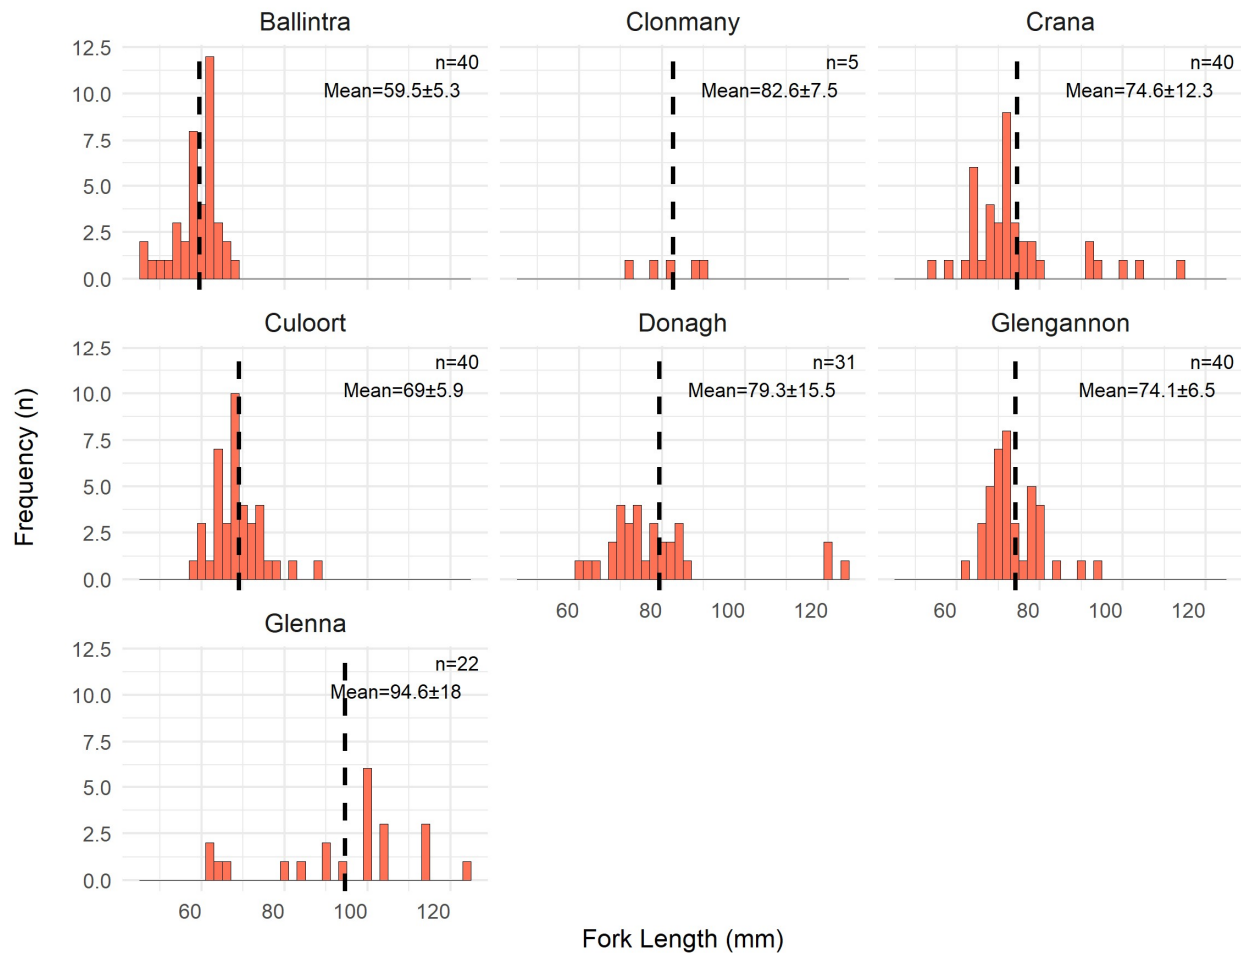 Ballintra
Clonmany
Crana
12.5
10.0
7.5
5.0
2.5
0.0
n=40
Mean=59.5±5.3
n=5
Mean=82.6±7.5
n=40
Mean=74.6±12.3
Culoort
Donagh
Glengannon
12.5
10.0
7.5
5.0
2.5
0.0
n=40
Mean=69±5.9
n=31
Mean=79.3±15.5
n=40
Mean=74.1±6.5
60 80 100 120
60 80 100 120
Glenna
12.5
10.0
7.5
5.0
2.5
0.0
n=22
Mean=94.6±18
60 80 100 120
Frequency (n)
Fork Length (mm)